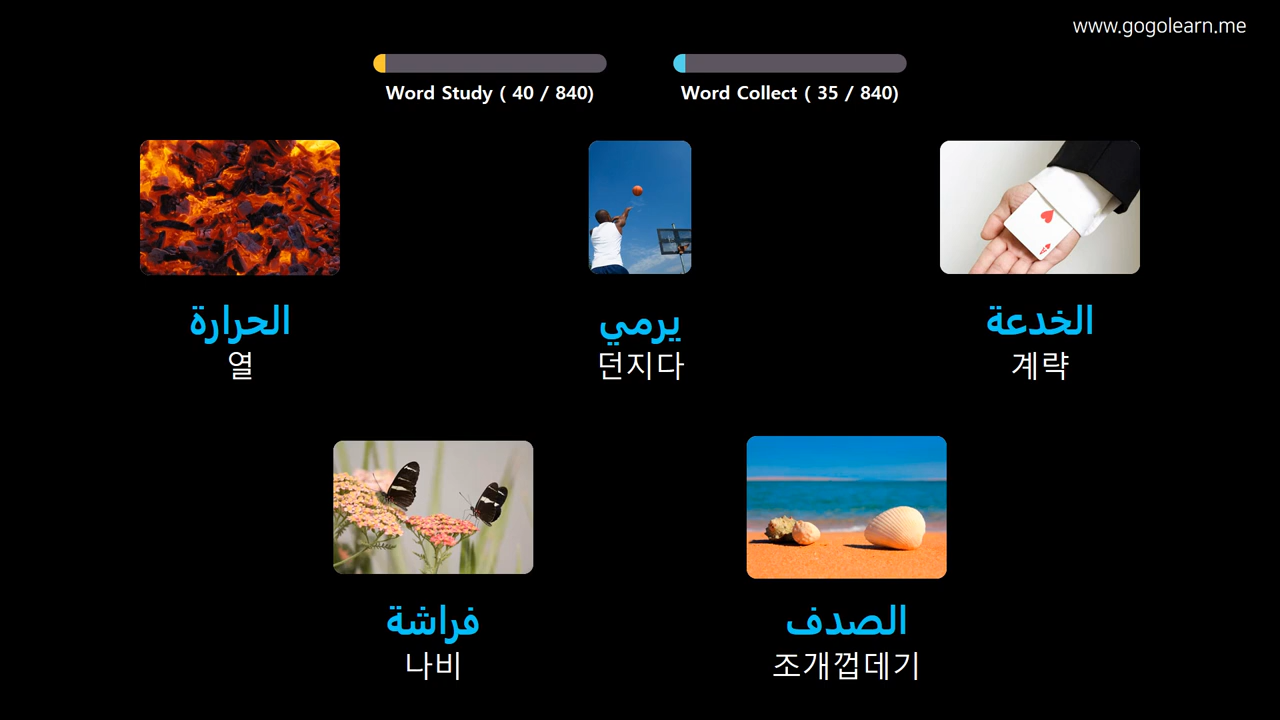 www.gogolearn.me
Word Study ( 40 / 840)
Word Collect ( 35 / 840)
الحرارة
열
يرمي
던지다
الخدعة
계략
فراشة
나비
الصدف
조개껍데기